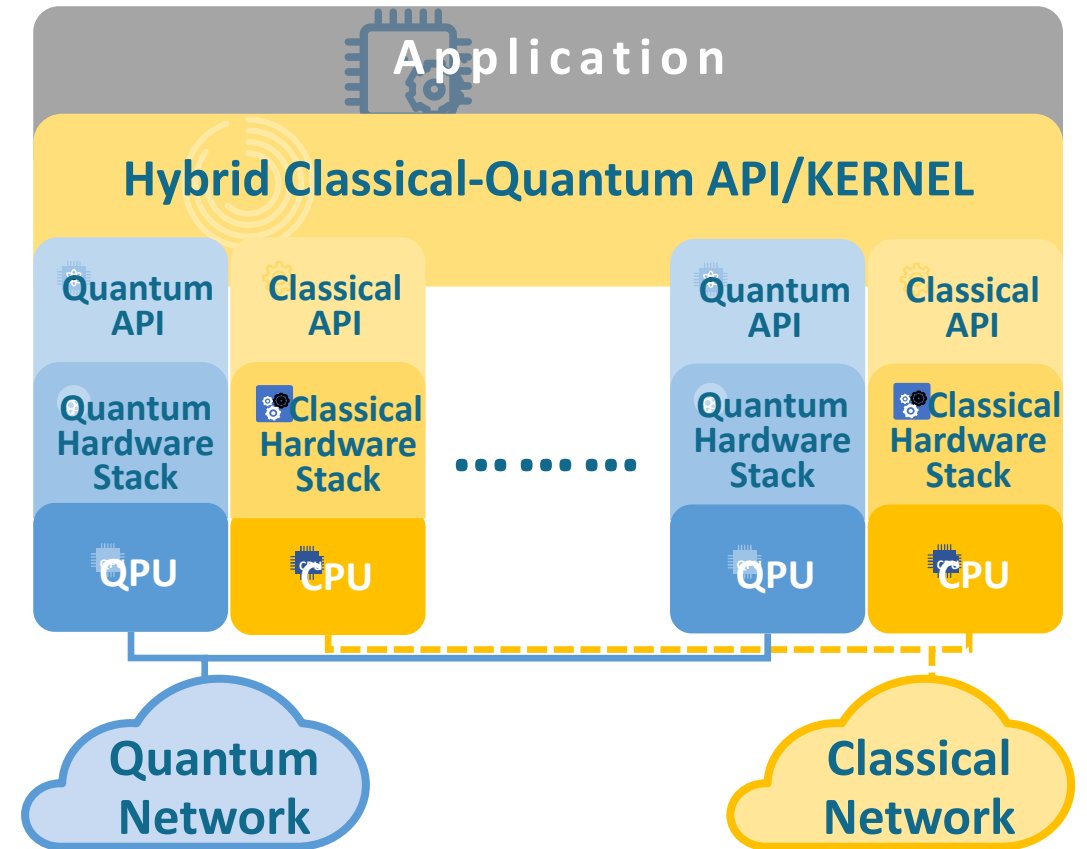 Application
Hybrid Classical-Quantum API/KERNEL
Quantum
API
Classical
API
Quantum
API
Classical
API
Quantum
Hardware
Stack
Classical
Hardware
Stack
Quantum
Hardware
Stack
Classical
Hardware
Stack
QPU
CPU
QPU
CPU
Quantum
Network
Classical
Network